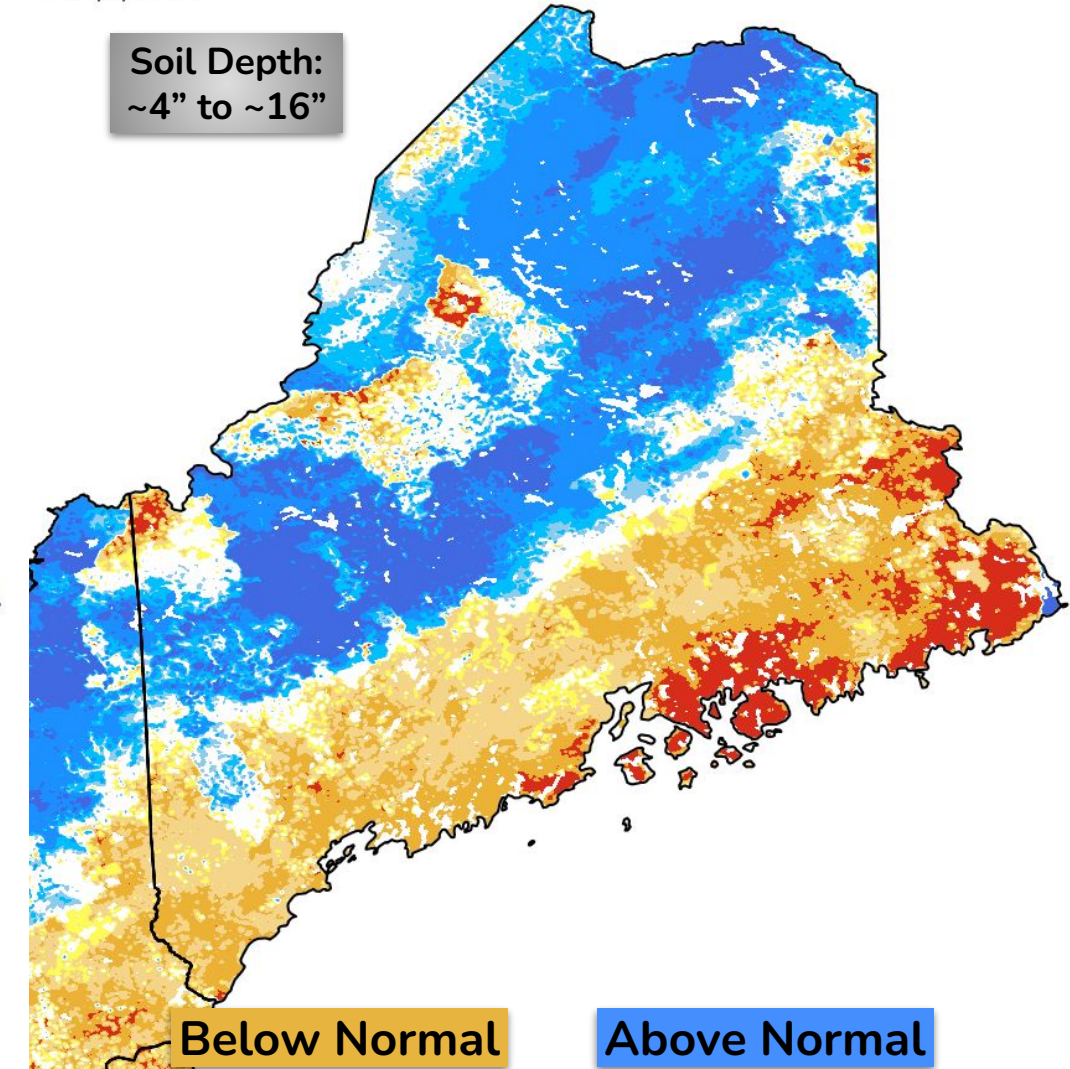 Soil Depth:
~4” to ~16”
Below Normal
Above Normal